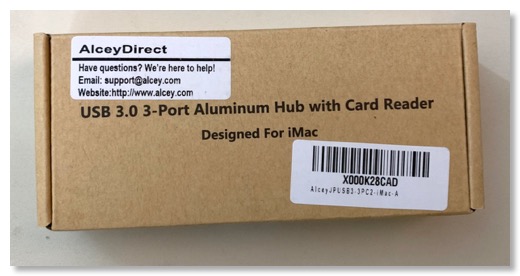 AlceyDirect
Have questions? We're here to help!
Email: support@alcey.com
Website:http://www.alcey.com
USB 3.0 3-Port Aluminum Hub with Card Reader
Designed For iMac
X000K28CAD
AlceyJPUSB3-3PC2-iMac-A